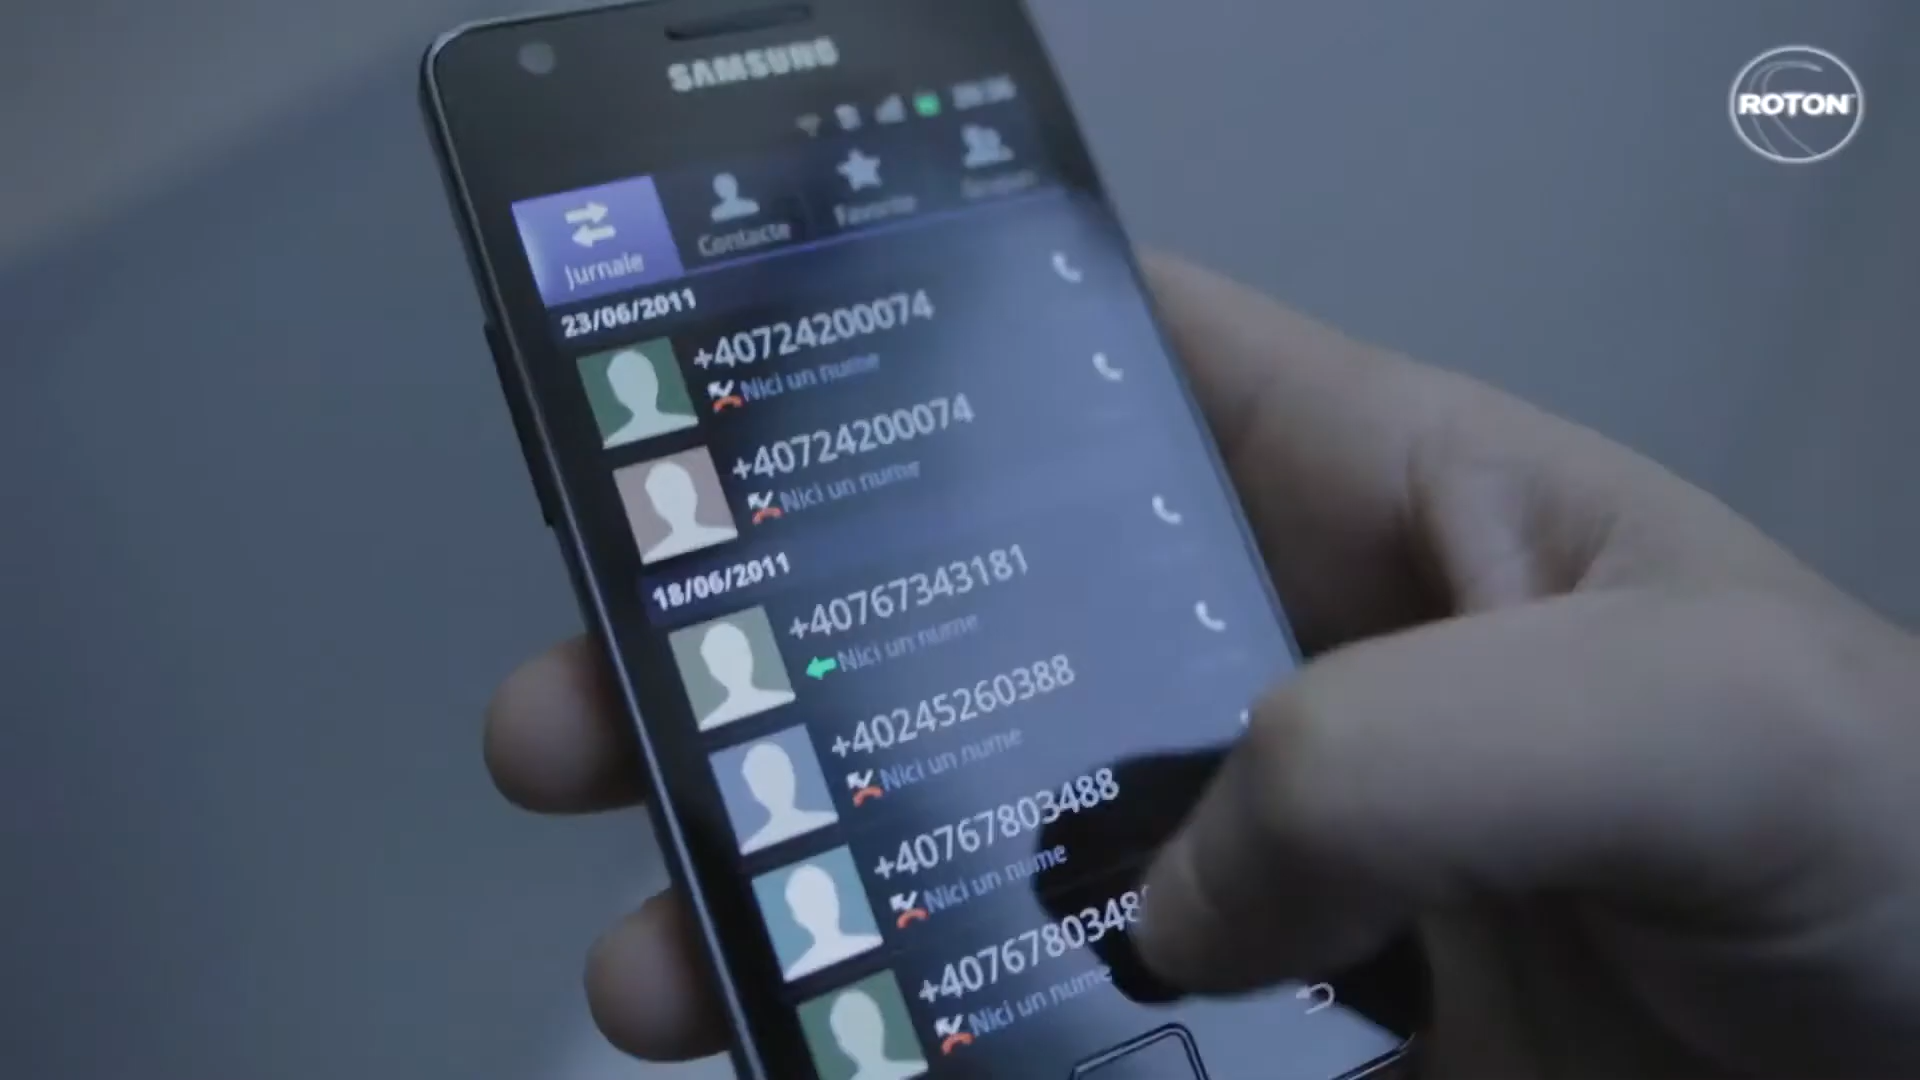 ROTON
SAMSUNG
Jurnale
Contacte
Favorite
23/06/2011
+40724200074
Nici un nume
+40724200074
Nici un nume
18/06/2011
+40767343181
Nici un nume
+40245260388
Nici un nume
+40767803488
Nici un nume
+4076780348
Nici un nume